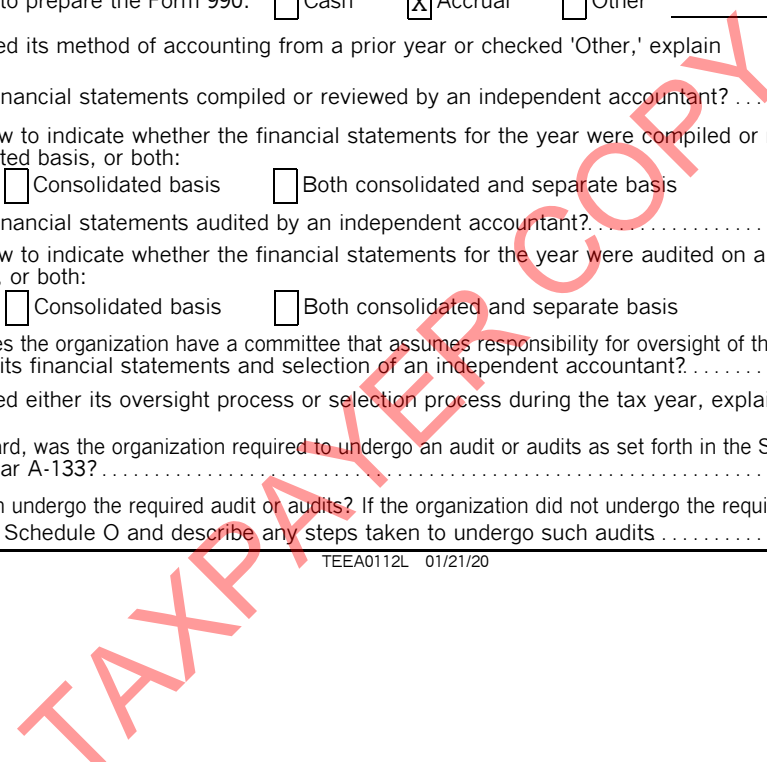 to prepare the Form 990: Cash X Accrual Other
ed its method of accounting from a prior year or checked 'Other,' explain
nancial statements compiled or reviewed by an independent accountant? . . .
w to indicate whether the financial statements for the year were compiled or
ted basis, or both:
Consolidated basis Both consolidated and separate basis
nancial statements audited by an independent accountant? . . . . . . . . . . . . . . . . .
w to indicate whether the financial statements for the year were audited on a
, or both:
Consolidated basis Both consolidated and separate basis
es the organization have a committee that assumes responsibility for oversight of th
its financial statements and selection of an independent accountant? . . . . . . .
ed either its oversight process or selection process during the tax year, explai
ard, was the organization required to undergo an audit or audits as set forth in the S
ar A-133? . . . . . . . . . . . . . . . . . . . . . . . . . . . . . . . . . . . . . . . . . . . . . . . . . . . . . . . . . . . . . . . .
n undergo the required audit or audits? If the organization did not undergo the requi
Schedule O and describe any steps taken to undergo such audits . . . . . . . . . .
TEEA0112L 01/21/20
TAXPAYER COPY